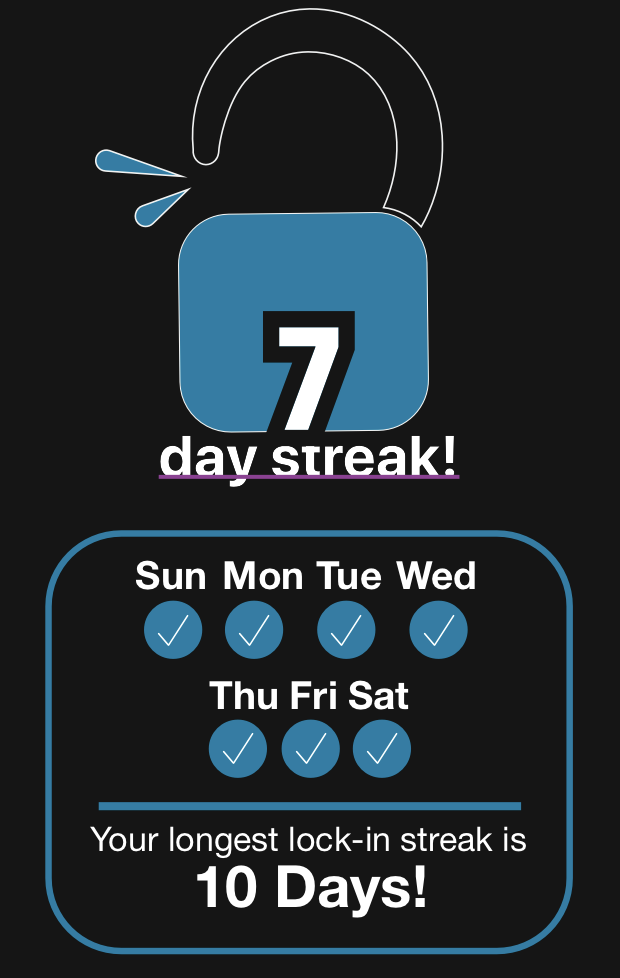 7
day streak!
Sun Mon Tue Wed
Thu Fri Sat
Your longest lock-in streak is
10 Days!